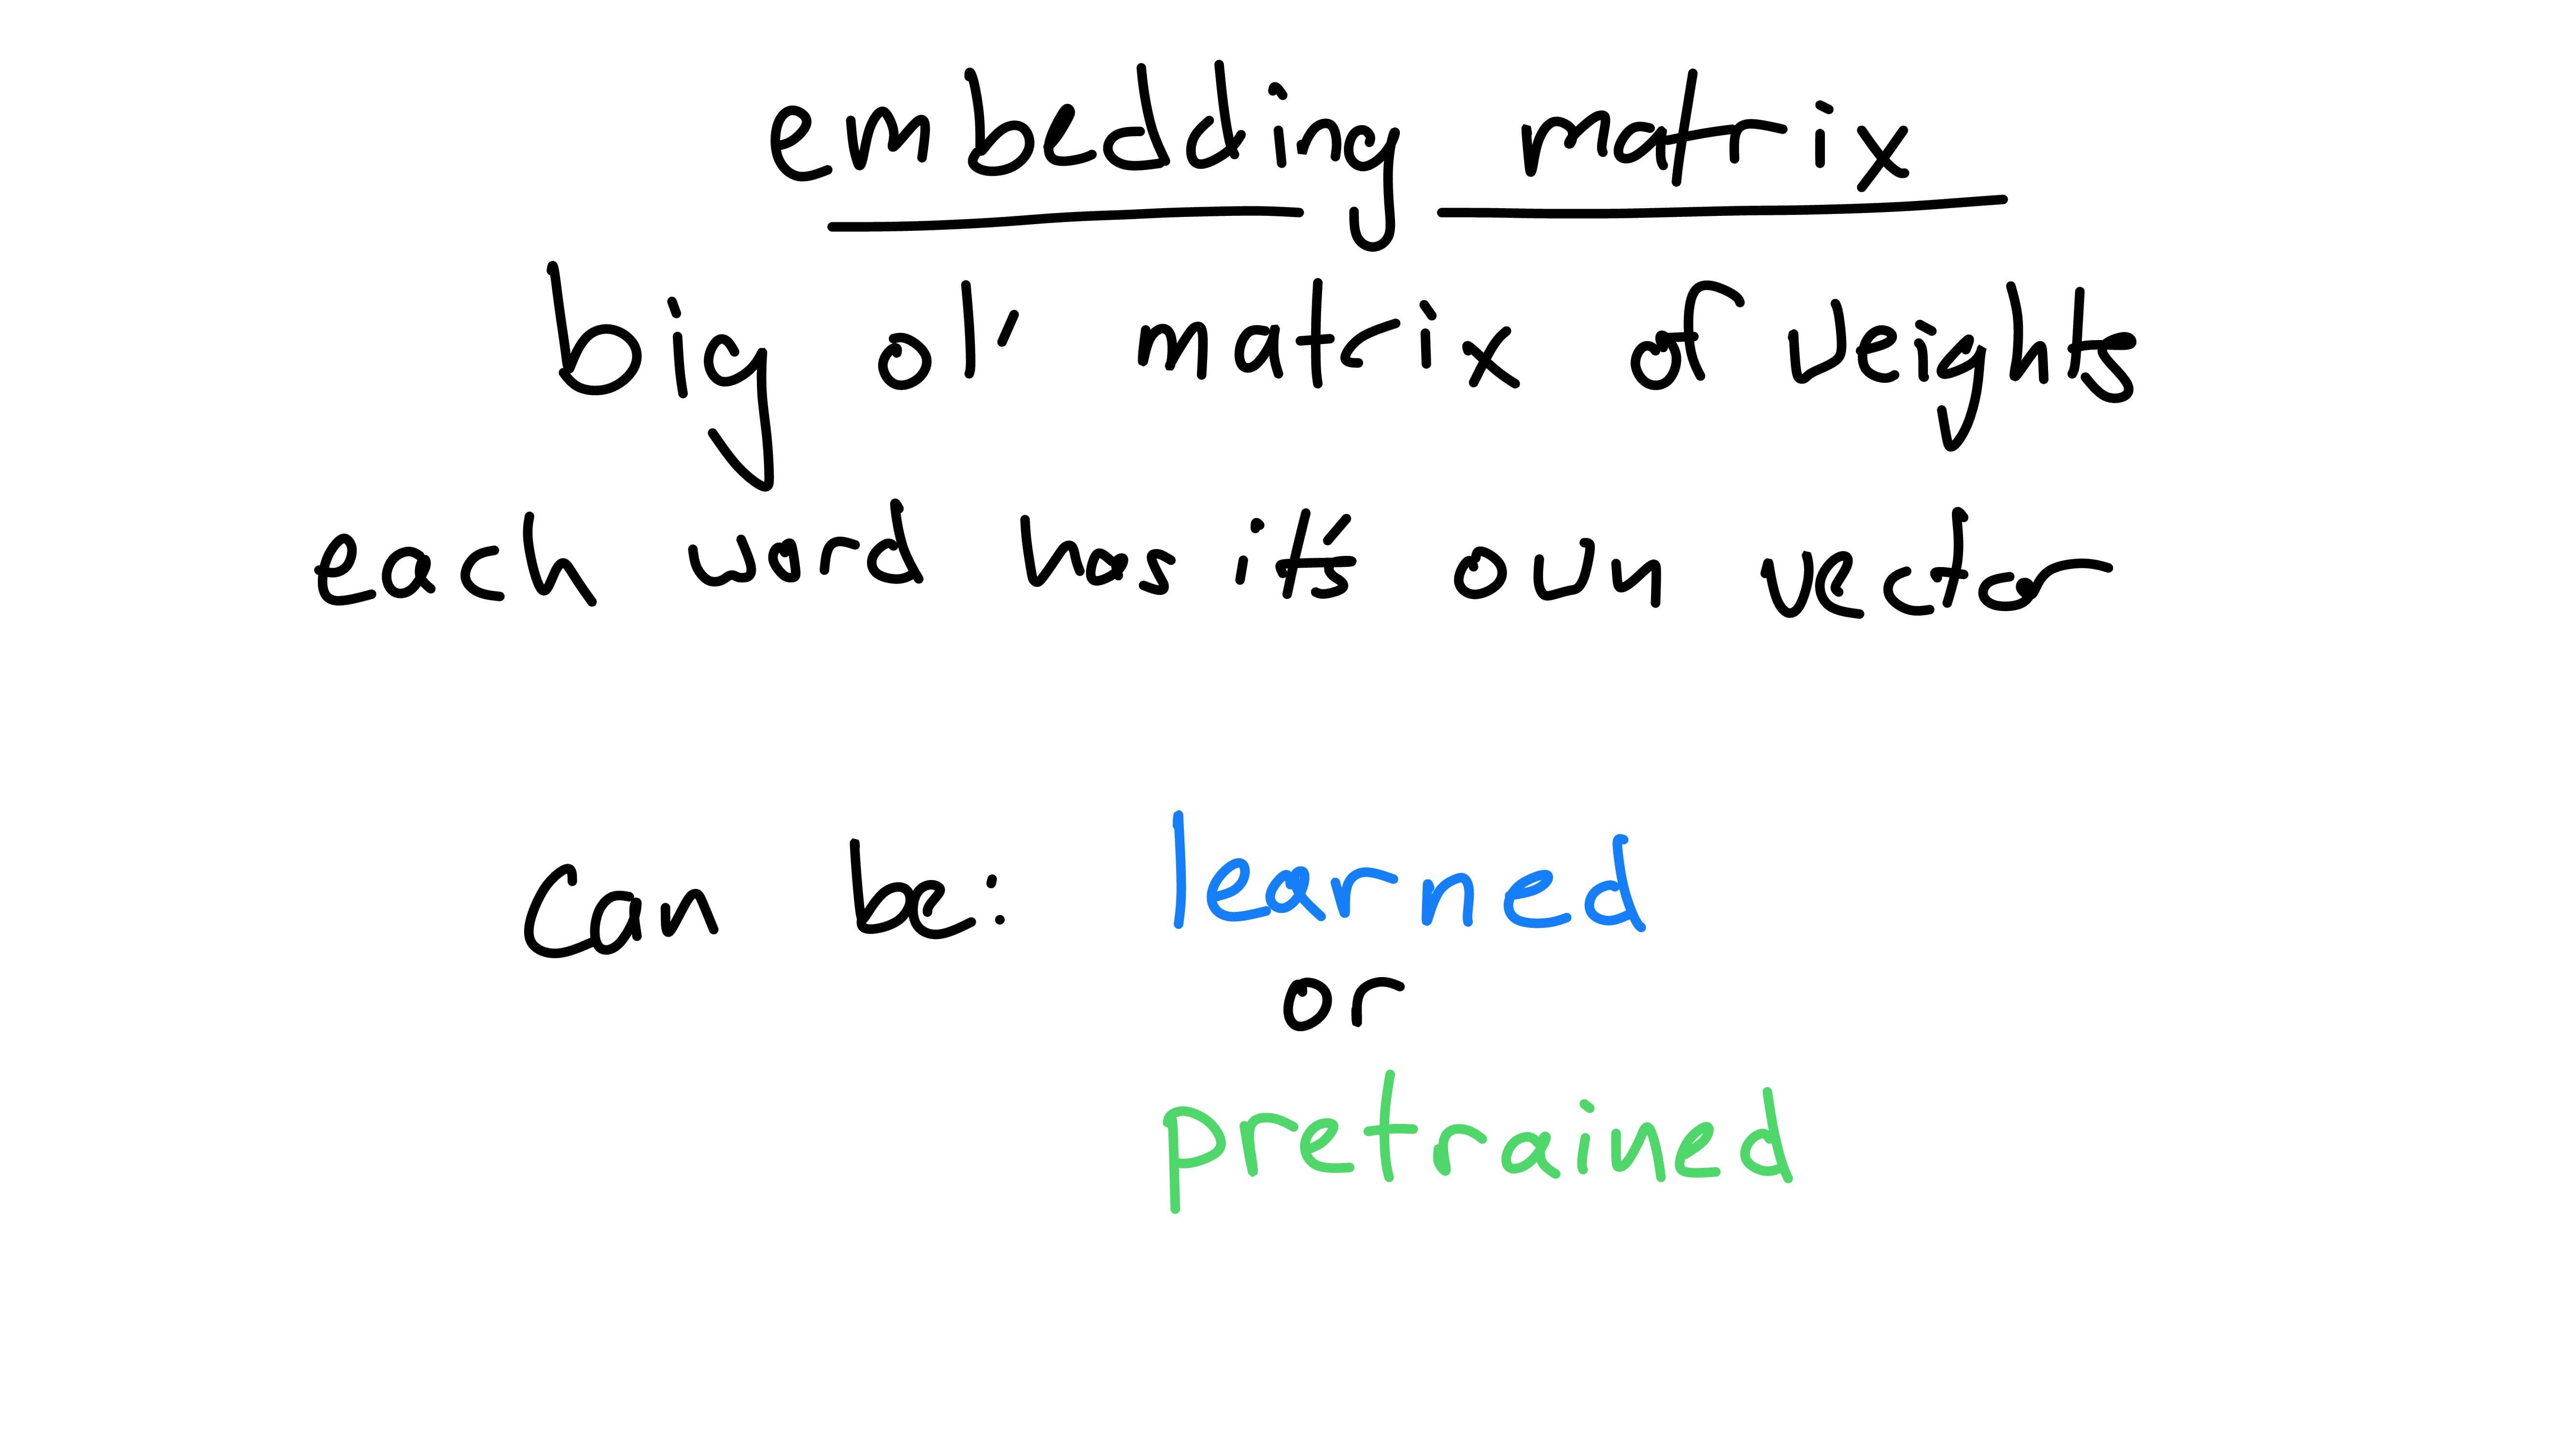 embedding matrix
big ol' matrix of weights
each word has it's own vector
Can be: learned
or
pretrained